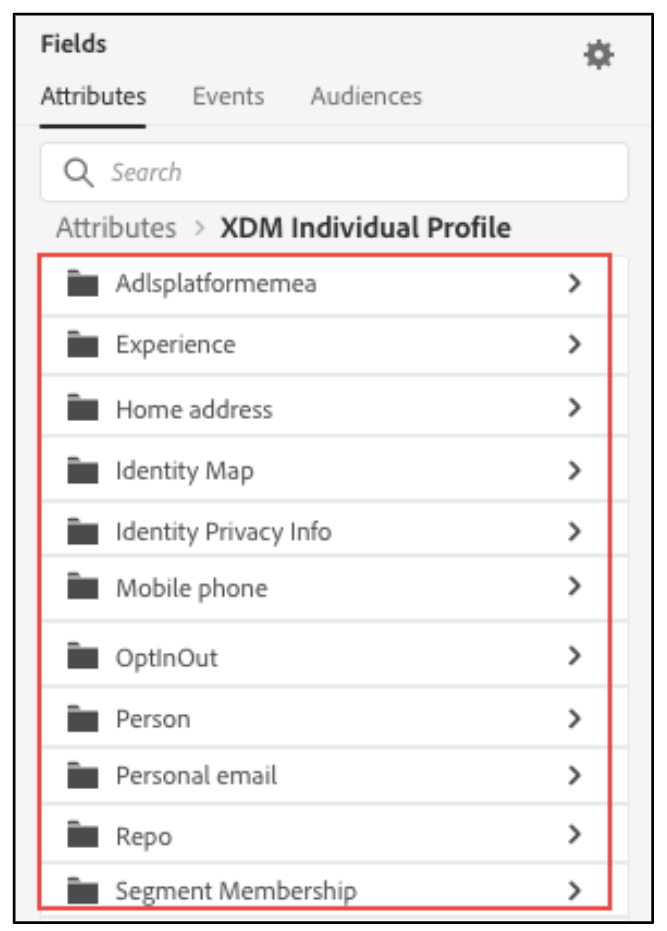 Fields
Attributes Events Audiences
Search
Attributes > XDM Individual Profile
Adlsplatformemea
Experience
Home address
Identity Map
Identity Privacy Info
Mobile phone
OptInOut
Person
Personal email
Repo
Segment Membership